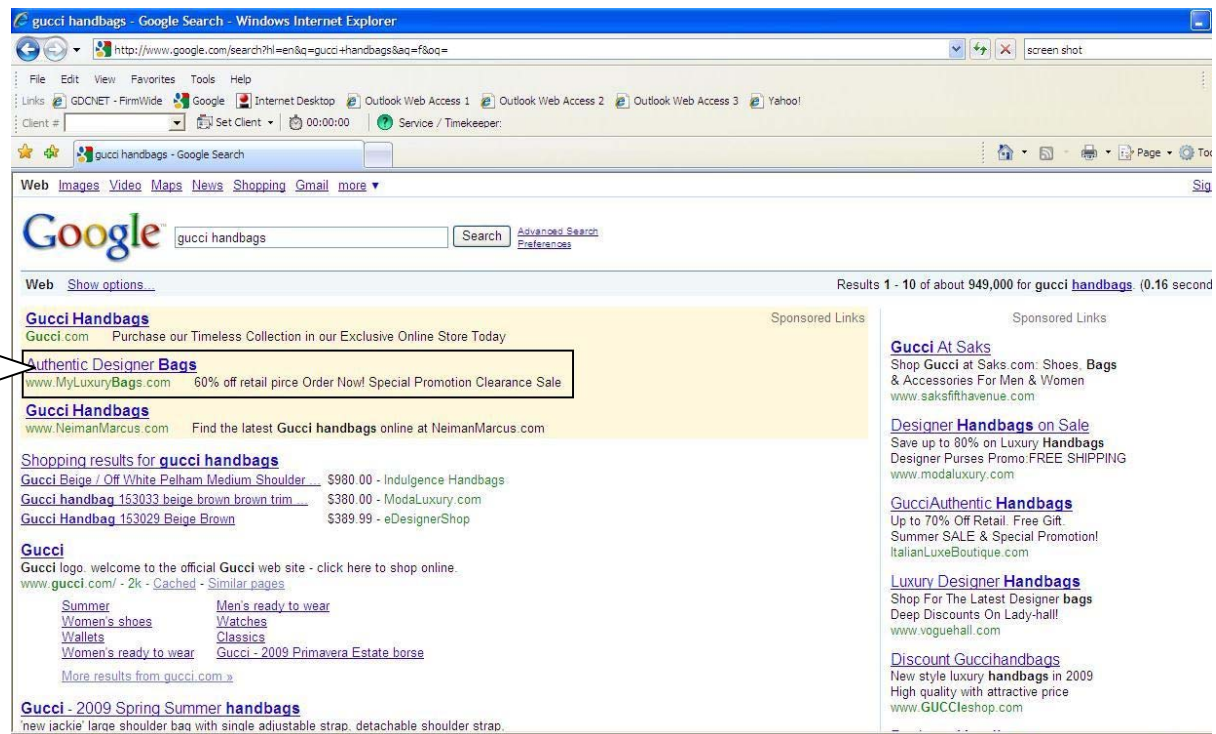 gucci handbags - Google Search - Windows Internet Explorer
http://www.google.com/search?hl=en&q=gucci+handbags&aq=f&oq=
screen shot
File Edit View Favorites Tools Help
Links GDCNET - FirmWide Google Internet Desktop Outlook Web Access 1 Outlook Web Access 2 Outlook Web Access 3 Yahoo!
Client # Set Client 00:00:00 Service / Timekeeper:
gucci handbags - Google Search
Page
Web Images Video Maps News Shopping Gmail more
Google
gucci handbags
Search
Advanced Search
Preferences
Web Show options...
Results 1 - 10 of about 949,000 for gucci handbags. (0.16 second
Gucci Handbags
Sponsored Links
Gucci.com Purchase our Timeless Collection in our Exclusive Online Store Today
Authentic Designer Bags
www.MyLuxuryBags.com 60% off retail pirce Order Now! Special Promotion Clearance Sale
Gucci Handbags
www.NeimanMarcus.com Find the latest Gucci handbags online at NeimanMarcus.com
Shopping results for gucci handbags
Gucci Beige / Off White Pelham Medium Shoulder ... $980.00 - Indulgence Handbags
Gucci handbag 153033 beige brown brown trim ... $380.00 - ModaLuxury.com
Gucci Handbag 153029 Beige Brown $389.99 - eDesignerShop
Gucci
Gucci logo. welcome to the official Gucci web site - click here to shop online.
www.gucci.com/ - 2k - Cached - Similar pages
Summer Men's ready to wear
Women's shoes Watches
Wallets Classics
Women's ready to wear Gucci - 2009 Primavera Estate borse
More results from gucci.com »
Gucci - 2009 Spring Summer handbags
'new jackie' large shoulder bag with single adjustable strap, detachable shoulder strap,
Sponsored Links
Gucci At Saks
Shop Gucci at Saks.com: Shoes, Bags
& Accessories For Men & Women
www.saksfifthavenue.com
Designer Handbags on Sale
Save up to 80% on Luxury Handbags
Designer Purses Promo:FREE SHIPPING
www.modaluxury.com
GucciAuthentic Handbags
Up to 70% Off Retail. Free Gift.
Summer SALE & Special Promotion!
ItalianLuxeBoutique.com
Luxury Designer Handbags
Shop For The Latest Designer bags
Deep Discounts On Lady-hall!
www.voguehall.com
Discount Guccihandbags
New style luxury handbags in 2009
High quality with attractive price
www.GUCCIeshop.com